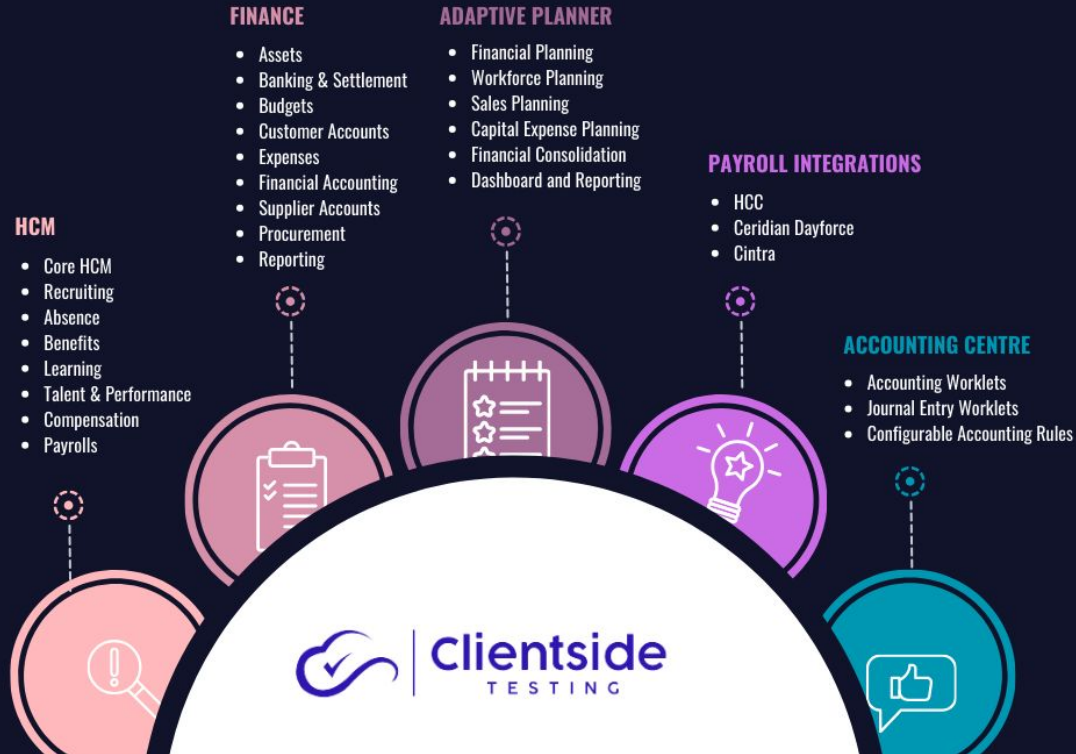 HCM
Core HCM
Recruiting
Absence
Benefits
Learning
Talent & Performance
Compensation
Payrolls
FINANCE
Assets
Banking & Settlement
Budgets
Customer Accounts
Expenses
Financial Accounting
Supplier Accounts
Procurement
Reporting
ADAPTIVE PLANNER
Financial Planning
Workforce Planning
Sales Planning
Capital Expense Planning
Financial Consolidation
Dashboard and Reporting
PAYROLL INTEGRATIONS
HCC
Ceridian Dayforce
Cintra
ACCOUNTING CENTRE
Accounting Worklets
Journal Entry Worklets
Configurable Accounting Rules
Clientside
TESTING